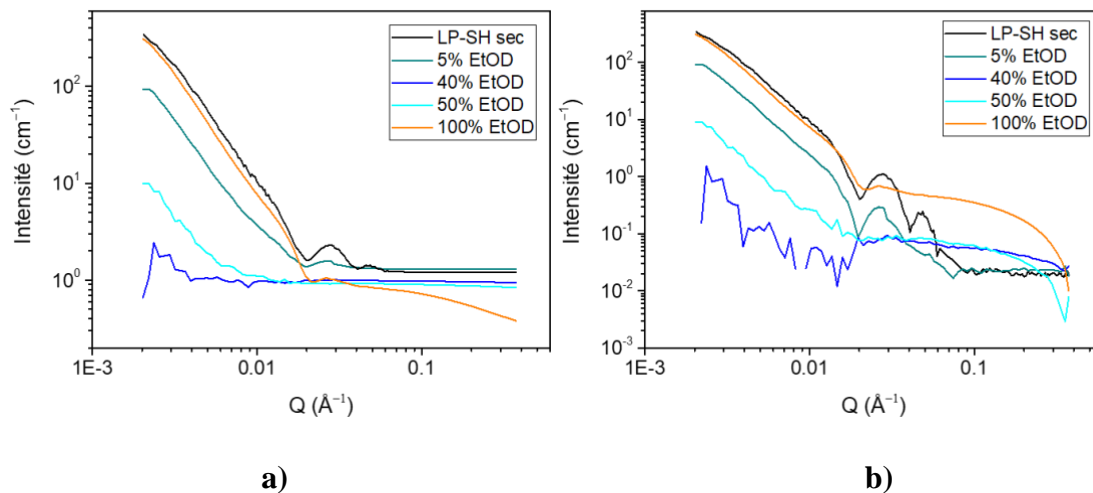 LP-SH sec
5% EtOD
40% EtOD
50% EtOD
100% EtOD
10²
10¹
10⁰
Intensité (cm⁻¹)
1E-3
0.01
0.1
Q (Å⁻¹)
a)
LP-SH sec
5% EtOD
40% EtOD
50% EtOD
100% EtOD
10²
10¹
10⁰
10⁻¹
10⁻²
10⁻³
Intensité (cm⁻¹)
1E-3
0.01
0.1
Q (Å⁻¹)
b)